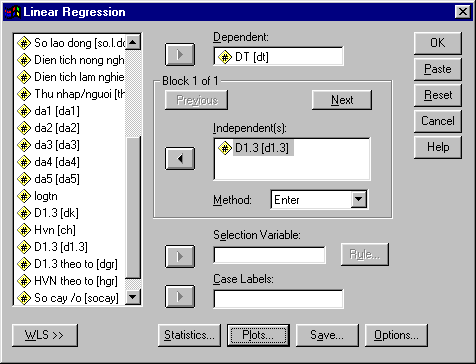 Linear Regression
So lao dong [so.l.do
Dien tich nong ngh
Dien tich lam nghie
Thu nhap/nguoi [th
da1 [da1]
da2 [da2]
da3 [da3]
da4 [da4]
da5 [da5]
logtn
D1.3 [dk]
Hvn [ch]
D1.3 [d1.3]
D1.3 theo to [dgr]
HVN theo to [hgr]
So cay /o [socay]
WLS >>
Dependent:
DT [dt]
Block 1 of 1
Previous
Next
Independent(s):
D1.3 [d1.3]
Method:
Enter
Selection Variable:
Rule...
Case Labels:
Statistics...
Plots...
Save...
Options...
OK
Paste
Reset
Cancel
Help